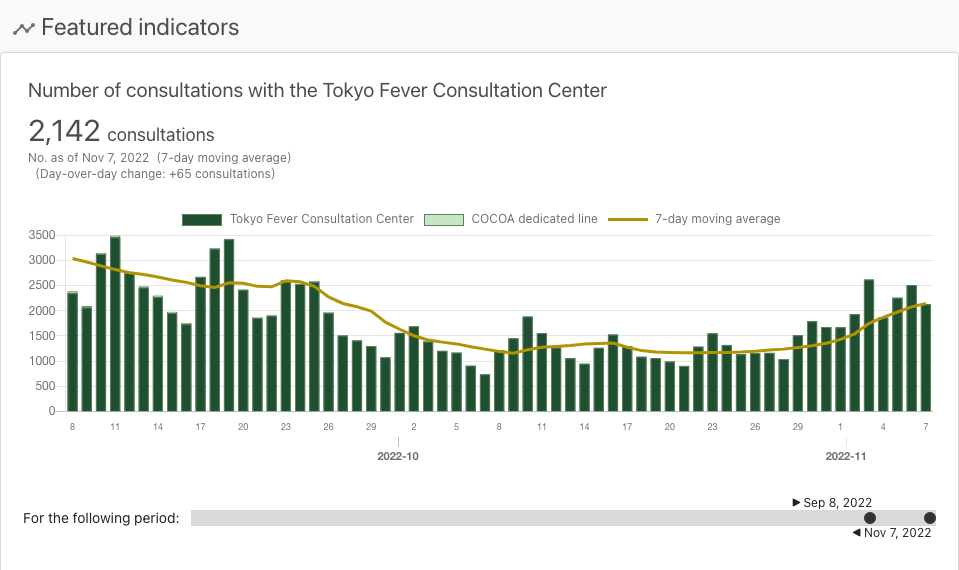 Featured indicators
Number of consultations with the Tokyo Fever Consultation Center
2,142 consultations
No. as of Nov 7, 2022 (7-day moving average)
(Day-over-day change: +65 consultations)
Tokyo Fever Consultation Center COCOA dedicated line 7-day moving average
3500
3000
2500
2000
1500
1000
500
0
8 11 14 17 20 23 26 29 2 5 8 11 14 17 20 23 26 29 1 4 7
2022-10 2022-11
▶ Sep 8, 2022
For the following period:
◀ Nov 7, 2022